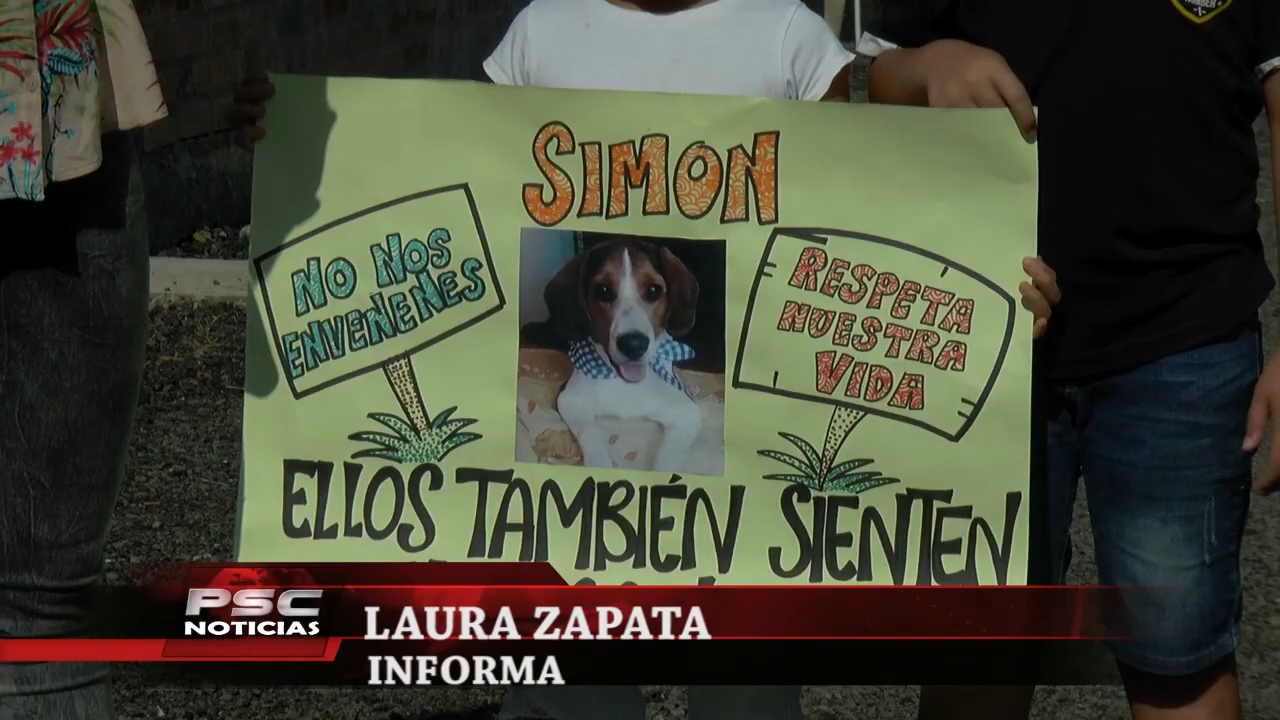 SIMON
NO NOS
ENVENENES
RESPETA
NUESTRA
VIDA
ELLOS TAMBIÉN SIENTEN
PSC
NOTICIAS
LAURA ZAPATA
INFORMA